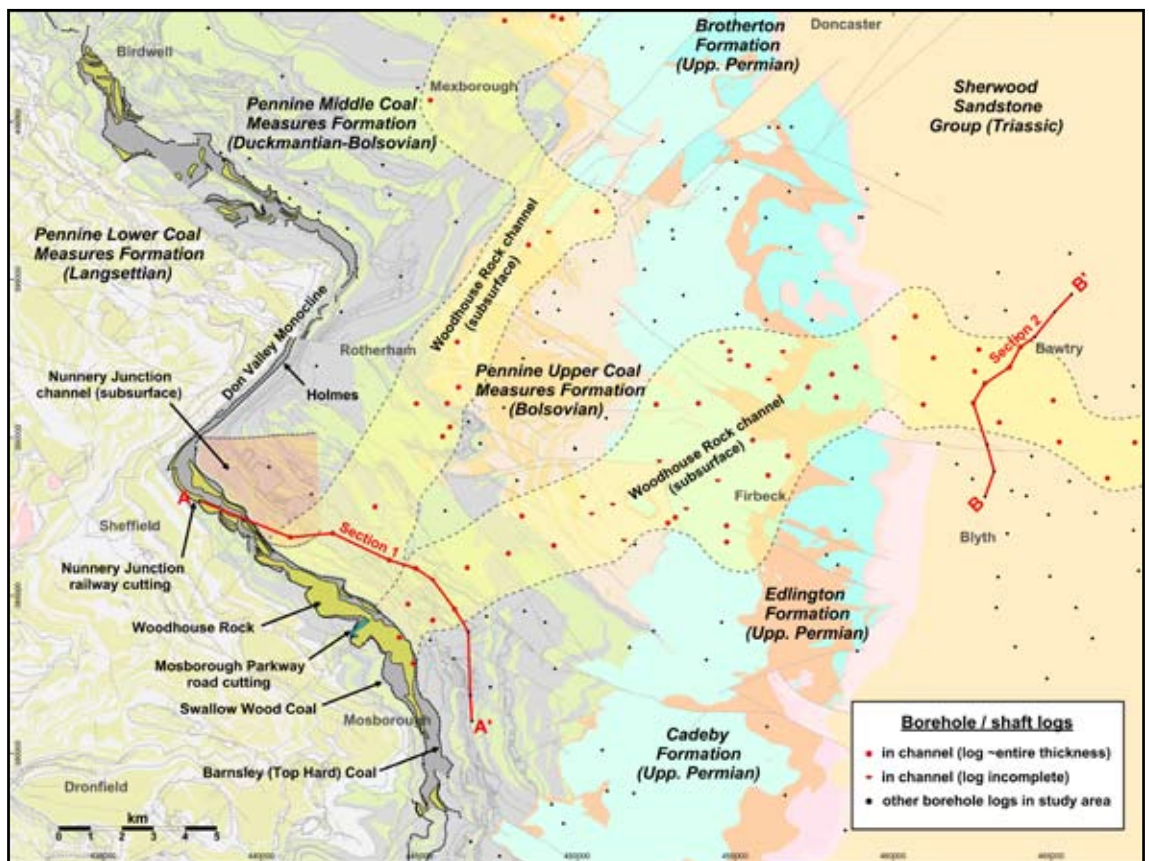 Birdwell
Pennine Middle Coal
Measures Formation
(Duckmantian-Bolsovian)
Mexborough
Brotherton
Formation
(Upp. Permian)
Doncaster
Sherwood
Sandstone
Group (Triassic)
Pennine Lower Coal
Measures Formation
(Langsettian)
Woodhouse Rock channel
(subsurface)
Don Valley Monocline
Rotherham
Holmes
Nunnery Junction
channel (subsurface)
Pennine Upper Coal
Measures Formation
(Bolsovian)
B'
Section 2
Bawtry
B
Woodhouse Rock channel
(subsurface)
Firbeck
Blyth
A
Section 1
Sheffield
Nunnery Junction
railway cutting
Woodhouse Rock
Mosborough Parkway
road cutting
Swallow Wood Coal
Mosborough
A'
Barnsley (Top Hard) Coal
Edlington
Formation
(Upp. Permian)
Cadeby
Formation
(Upp. Permian)
Dronfield
km
0 1 2 3 4 5
Borehole / shaft logs
in channel (log ~entire thickness)
in channel (log incomplete)
other borehole logs in study area